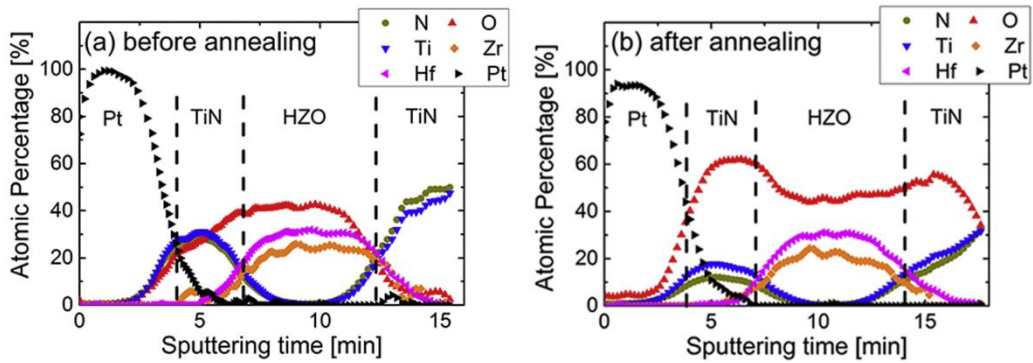 (a) before annealing
N
O
Ti
Zr
Hf
Pt
Pt
TiN
HZO
TiN
Atomic Percentage [%]
100
80
60
40
20
0
0
5
10
15
Sputtering time [min]
(b) after annealing
N
O
Ti
Zr
Hf
Pt
Pt
TiN
HZO
TiN
Atomic Percentage [%]
100
80
60
40
20
0
0
5
10
15
Sputtering time [min]